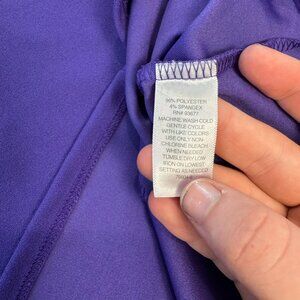 96% POLYESTER
4% SPANDEX
RN# 93677
MACHINE WASH COLD
GENTLE CYCLE
WITH LIKE COLORS
USE ONLY NON-
CHLORINE BLEACH
WHEN NEEDED
TUMBLE DRY LOW
IRON ON LOWEST
SETTING AS NEEDED